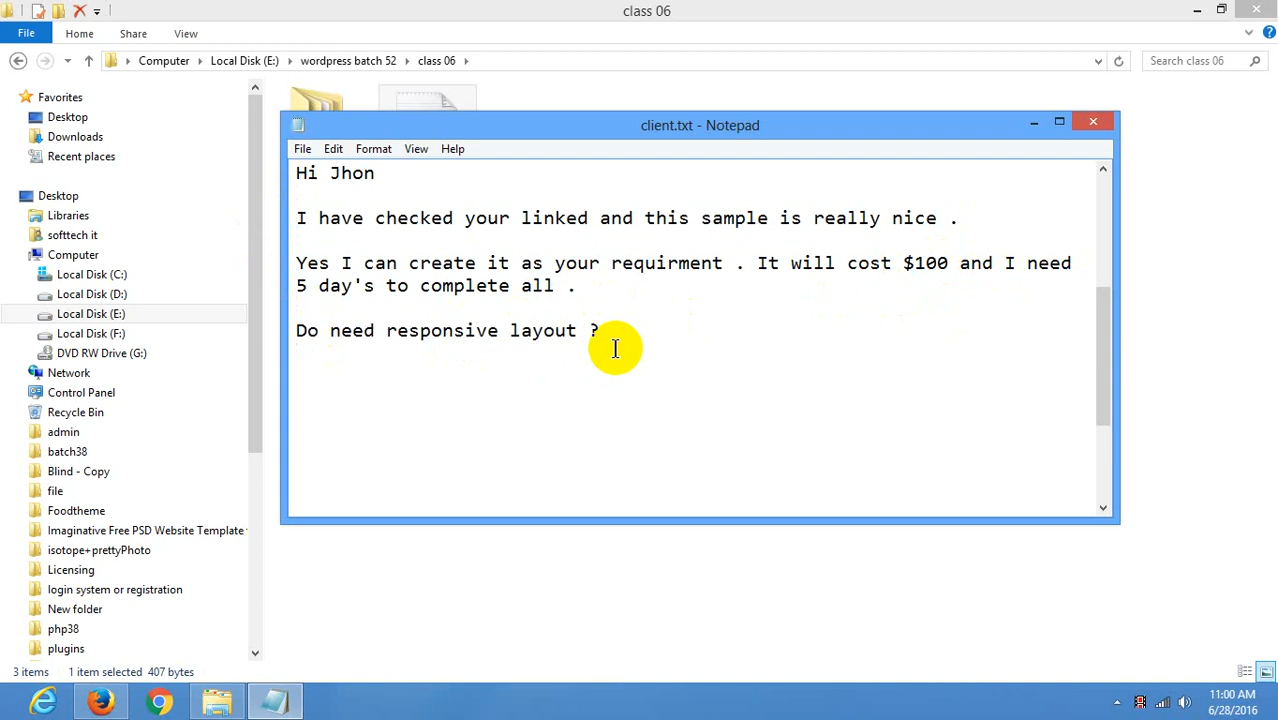 class 06
File
Home
Share
View
Computer
Local Disk (E:)
wordpress batch 52
class 06
Search class 06
Favorites
Desktop
Downloads
Recent places
Desktop
Libraries
softtech it
Computer
Local Disk (C:)
Local Disk (D:)
Local Disk (E:)
Local Disk (F:)
DVD RW Drive (G:)
Network
Control Panel
Recycle Bin
admin
batch38
Blind - Copy
file
Foodtheme
Imaginative Free PSD Website Template
isotope+prettyPhoto
Licensing
login system or registration
New folder
php38
plugins
client.txt - Notepad
File Edit Format View Help
Hi Jhon
I have checked your linked and this sample is really nice .
Yes I can create it as your requirment . It will cost $100 and I need
5 day's to complete all .
Do need responsive layout ?
3 items 1 item selected 407 bytes
11:00 AM
6/28/2016